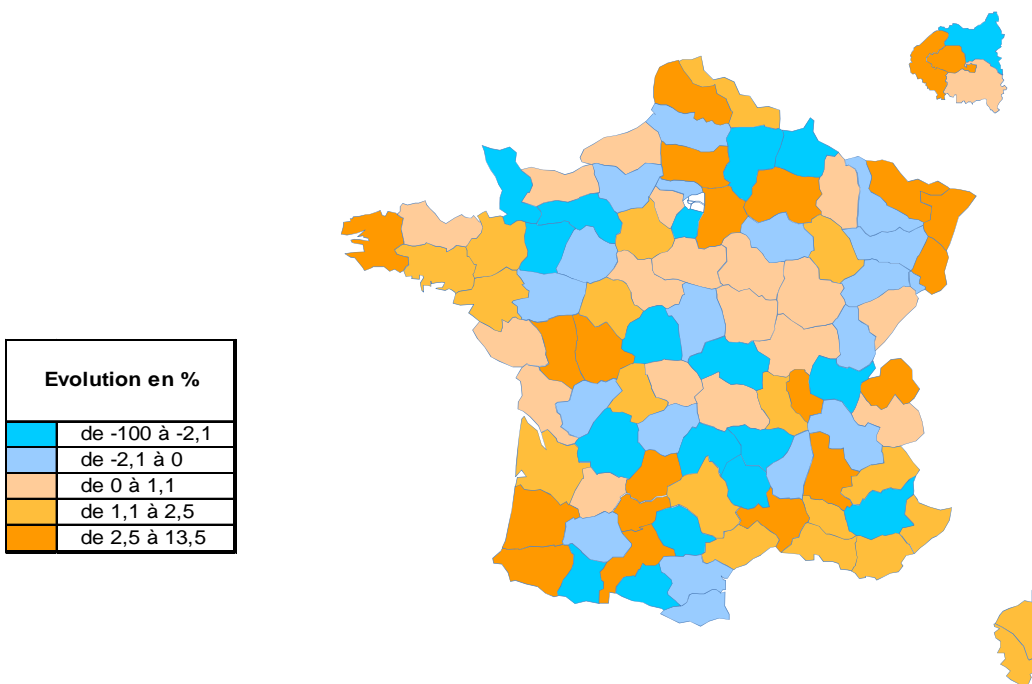 Evolution en %
de -100 à -2,1
de -2,1 à 0
de 0 à 1,1
de 1,1 à 2,5
de 2,5 à 13,5